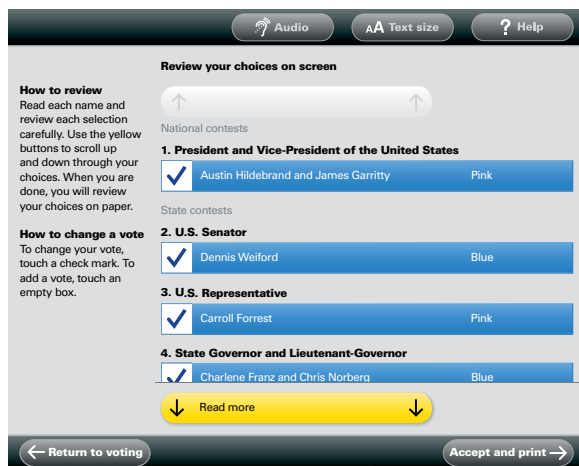 Audio
AA Text size
? Help
Review your choices on screen
How to review
Read each name and
review each selection
carefully. Use the yellow
buttons to scroll up
and down through your
choices. When you are
done, you will review
your choices on paper.
How to change a vote
To change your vote,
touch a check mark. To
add a vote, touch an
empty box.
National contests
1. President and Vice-President of the United States
Austin Hildebrand and James Garritty Pink
State contests
2. U.S. Senator
Dennis Weiford Blue
3. U.S. Representative
Carroll Forrest Pink
4. State Governor and Lieutenant-Governor
Charlene Franz and Chris Norberg Blue
Read more
Return to voting
Accept and print